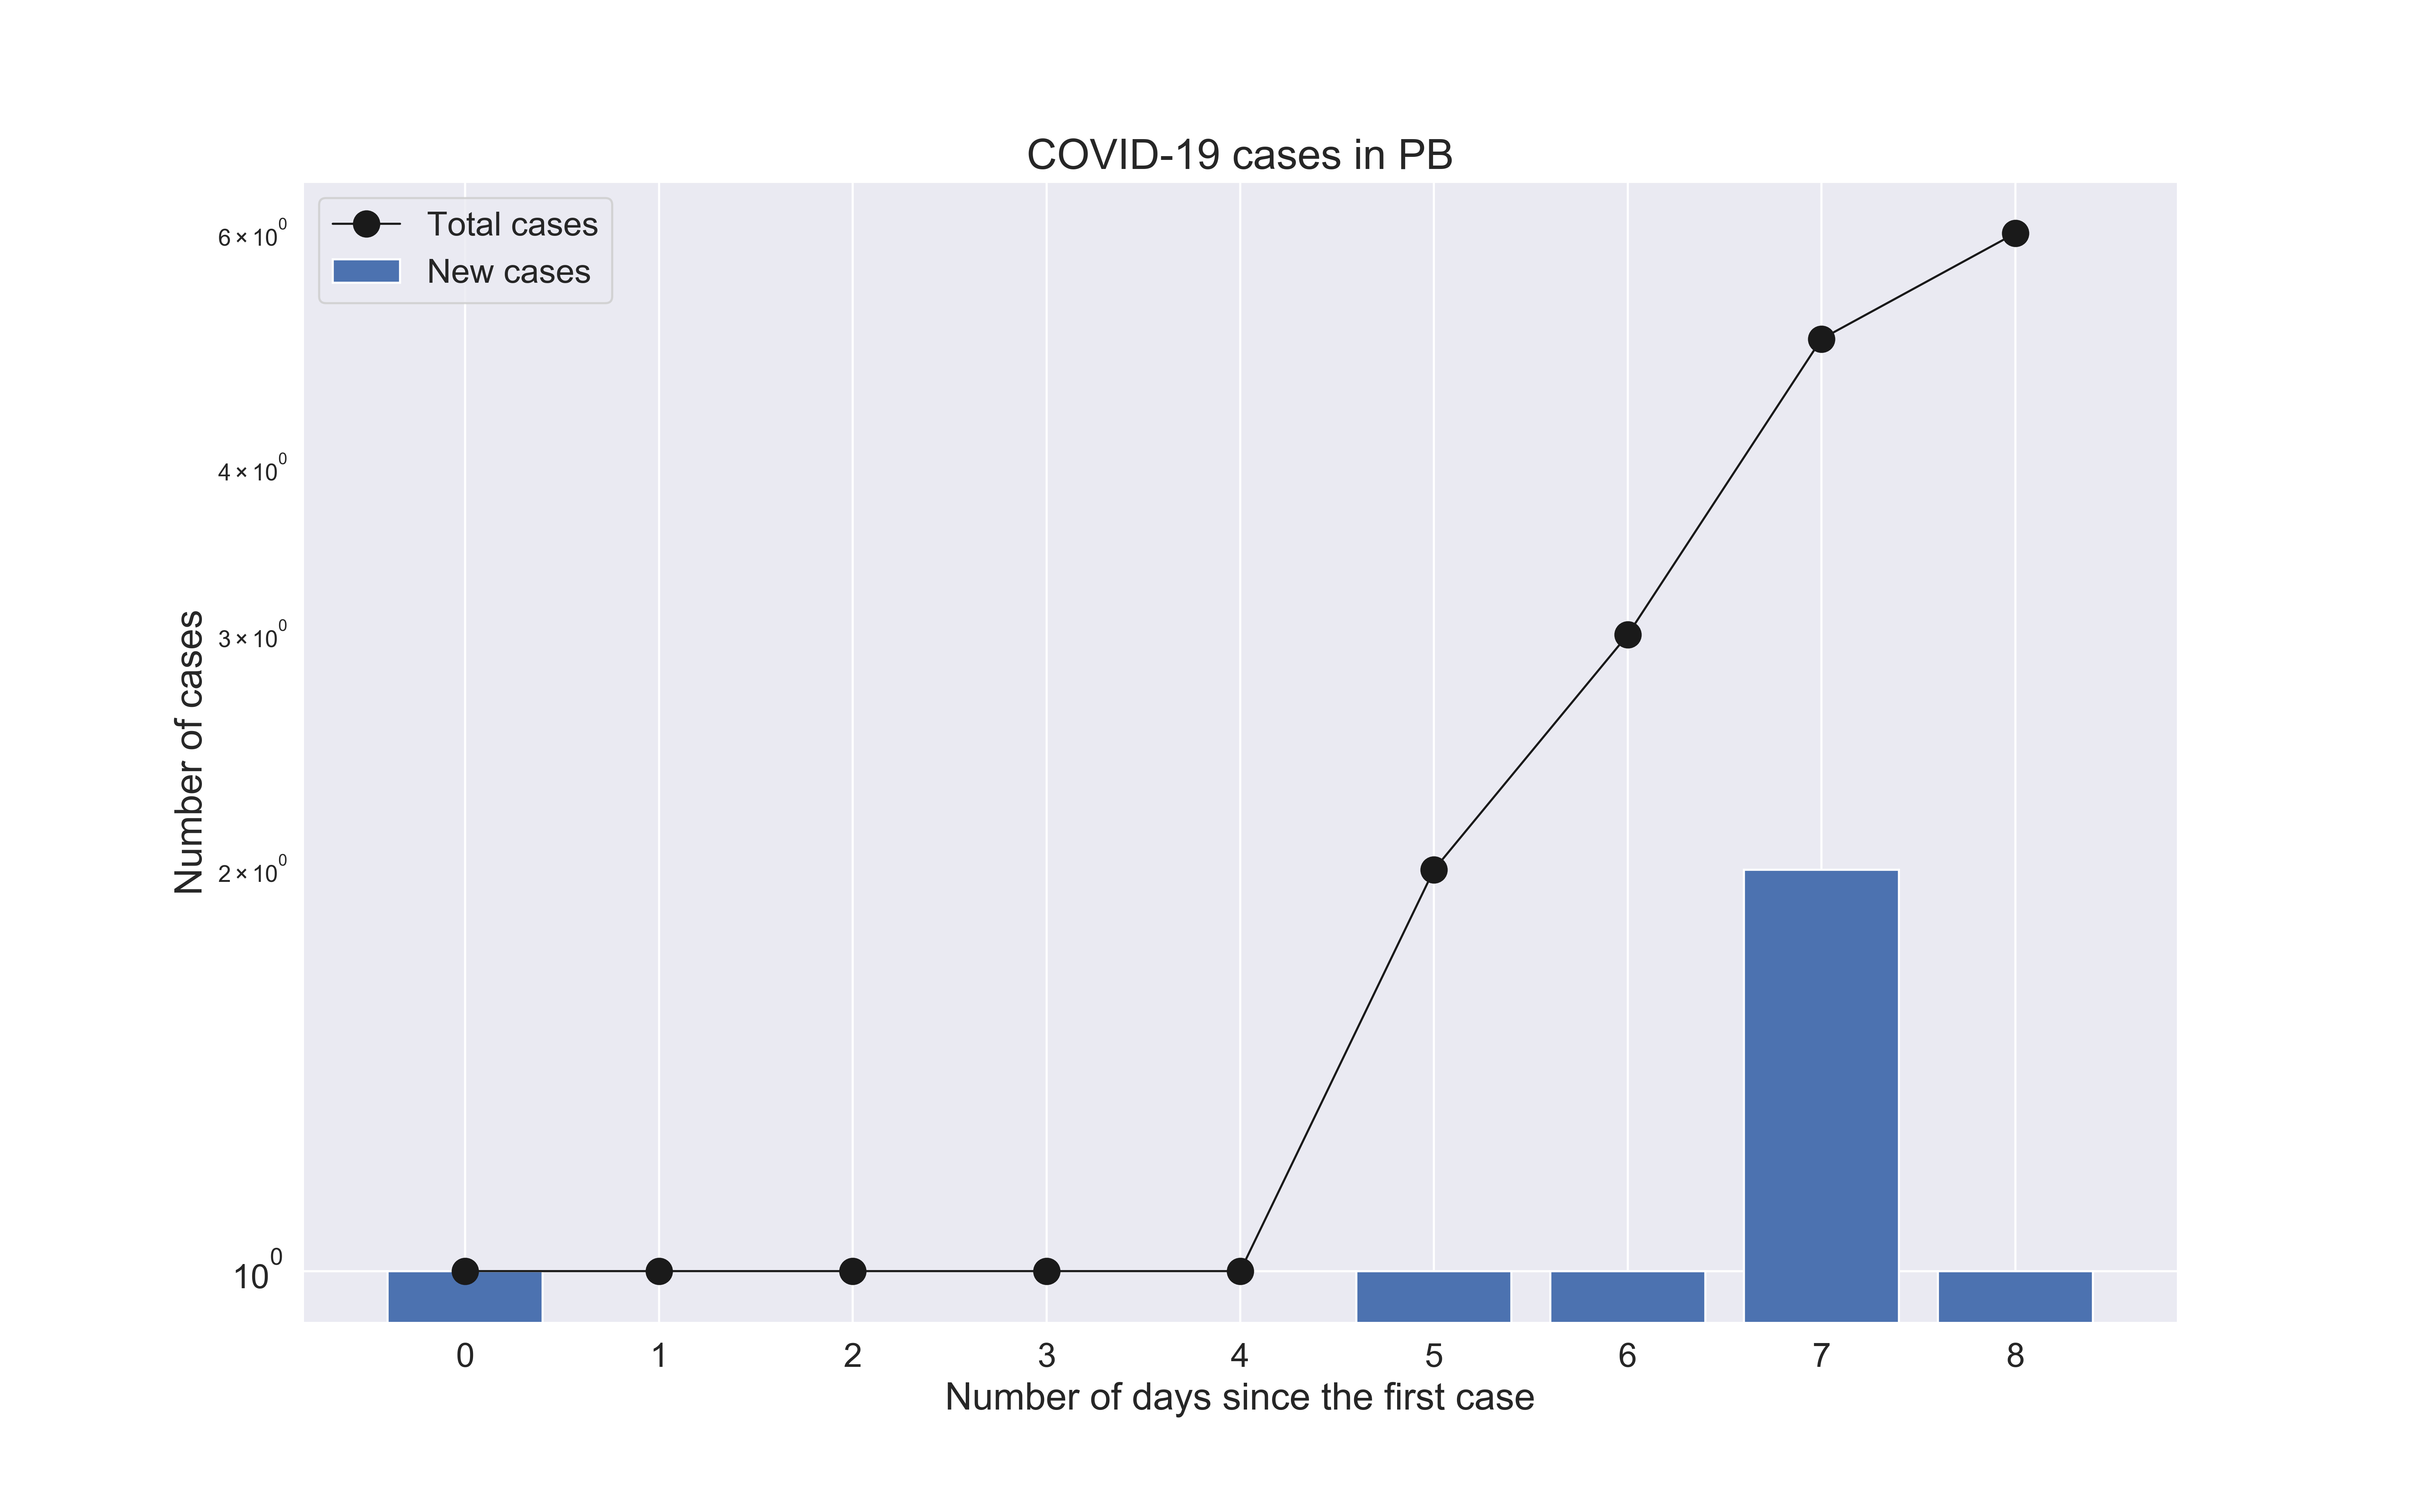 COVID-19 cases in PB
Total cases
New cases
6 × 10⁰
4 × 10⁰
3 × 10⁰
2 × 10⁰
10⁰
Number of cases
0 1 2 3 4 5 6 7 8
Number of days since the first case